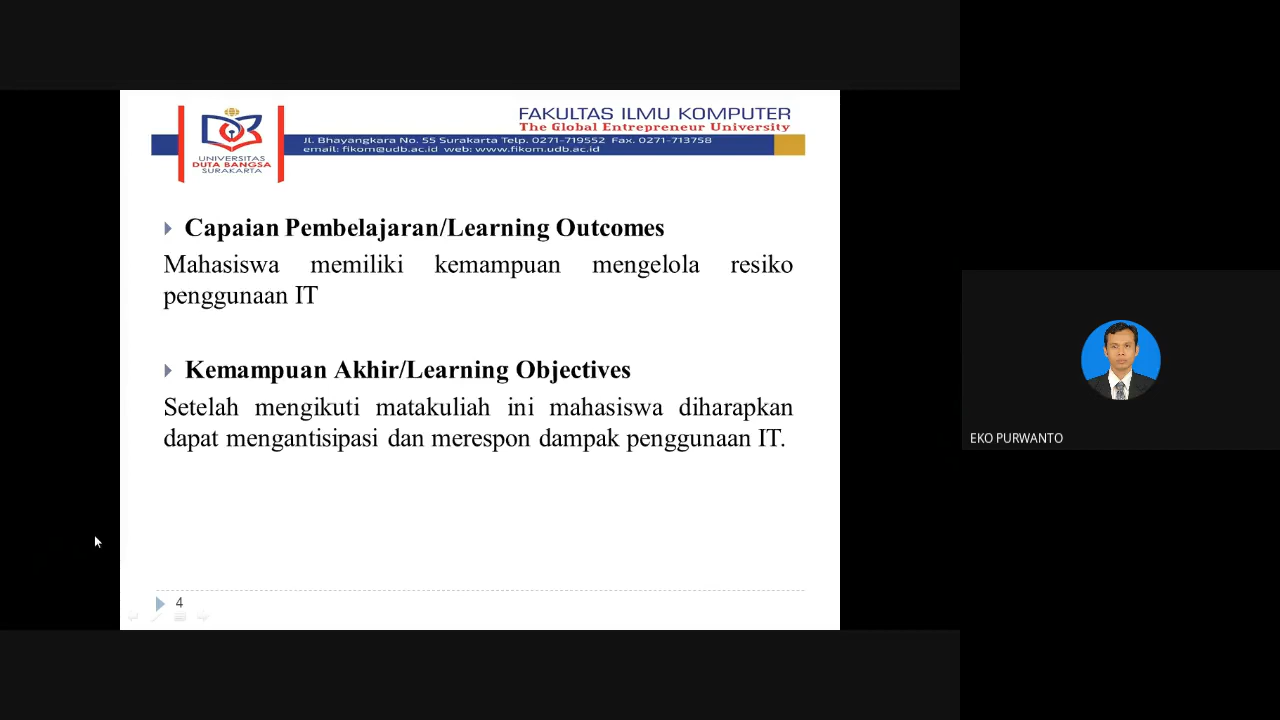 FAKULTAS ILMU KOMPUTER
The Global Entrepreneur University
Jl. Bhayangkara No. 55 Surakarta Telp. 0271-719552 Fax. 0271-713758
email: fikom@udb.ac.id web: www.fikom.udb.ac.id
UNIVERSITAS
DUTA BANGSA
SURAKARTA
Capaian Pembelajaran/Learning Outcomes
Mahasiswa memiliki kemampuan mengelola resiko
penggunaan IT
Kemampuan Akhir/Learning Objectives
Setelah mengikuti matakuliah ini mahasiswa diharapkan
dapat mengantisipasi dan merespon dampak penggunaan IT.
4
EKO PURWANTO